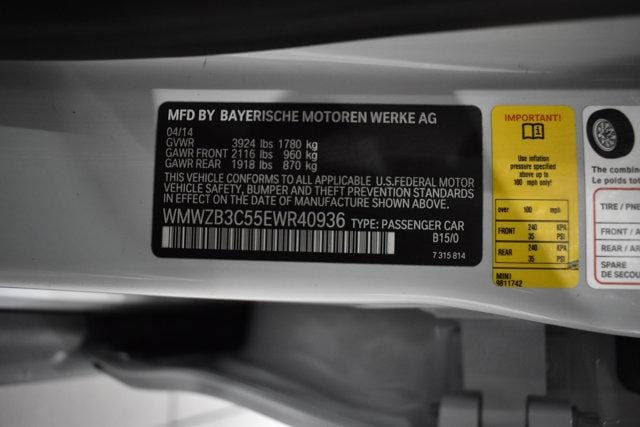 MFD BY BAYERISCHE MOTOREN WERKE AG
04/14
GVWR 3924 lbs 1780 kg
GAWR FRONT 2116 lbs 960 kg
GAWR REAR 1918 lbs 870 kg
THIS VEHICLE CONFORMS TO ALL APPLICABLE U.S.FEDERAL MOTOR
VEHICLE SAFETY, BUMPER AND THEFT PREVENTION STANDARDS
IN EFFECT ON THE DATE OF MANUFACTURE SHOWN ABOVE.
WMWZB3C55EWR40936 TYPE: PASSENGER CAR
B15/0
7 315 814
IMPORTANT!
Use inflation
pressure specified
above up to
100 mph only!
over 100 mph
FRONT 240 KPA
35 PSI
REAR 240 KPA
35 PSI
MINI
9811742
The combine
Le poids tot
TIRE / PNE
FRONT / A
REAR / AR
SPARE
DE SECOU